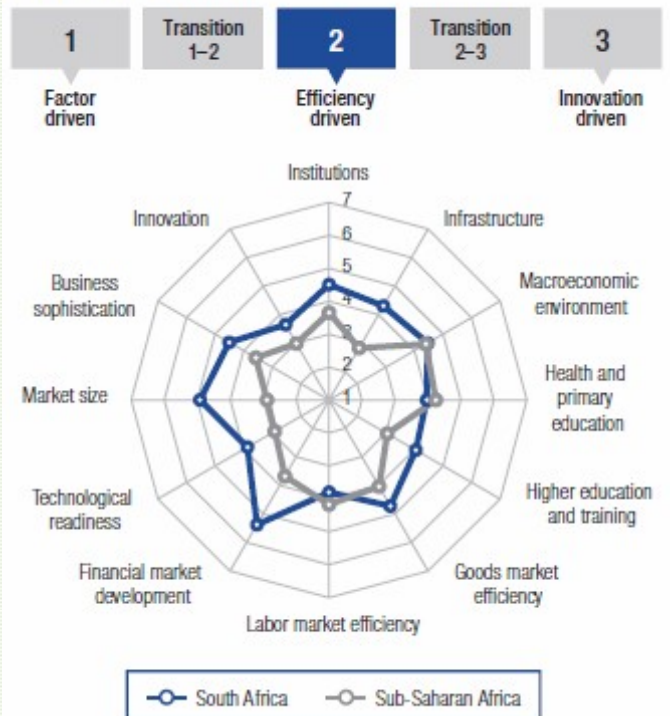 1
Transition
1–2
2
Transition
2–3
3
Factor
driven
Efficiency
driven
Innovation
driven
Institutions
Innovation
Infrastructure
Business
sophistication
Macroeconomic
environment
Market size
Health and
primary
education
Technological
readiness
Higher education
and training
Financial market
development
Goods market
efficiency
Labor market efficiency
7
6
5
4
3
2
1
South Africa
Sub-Saharan Africa